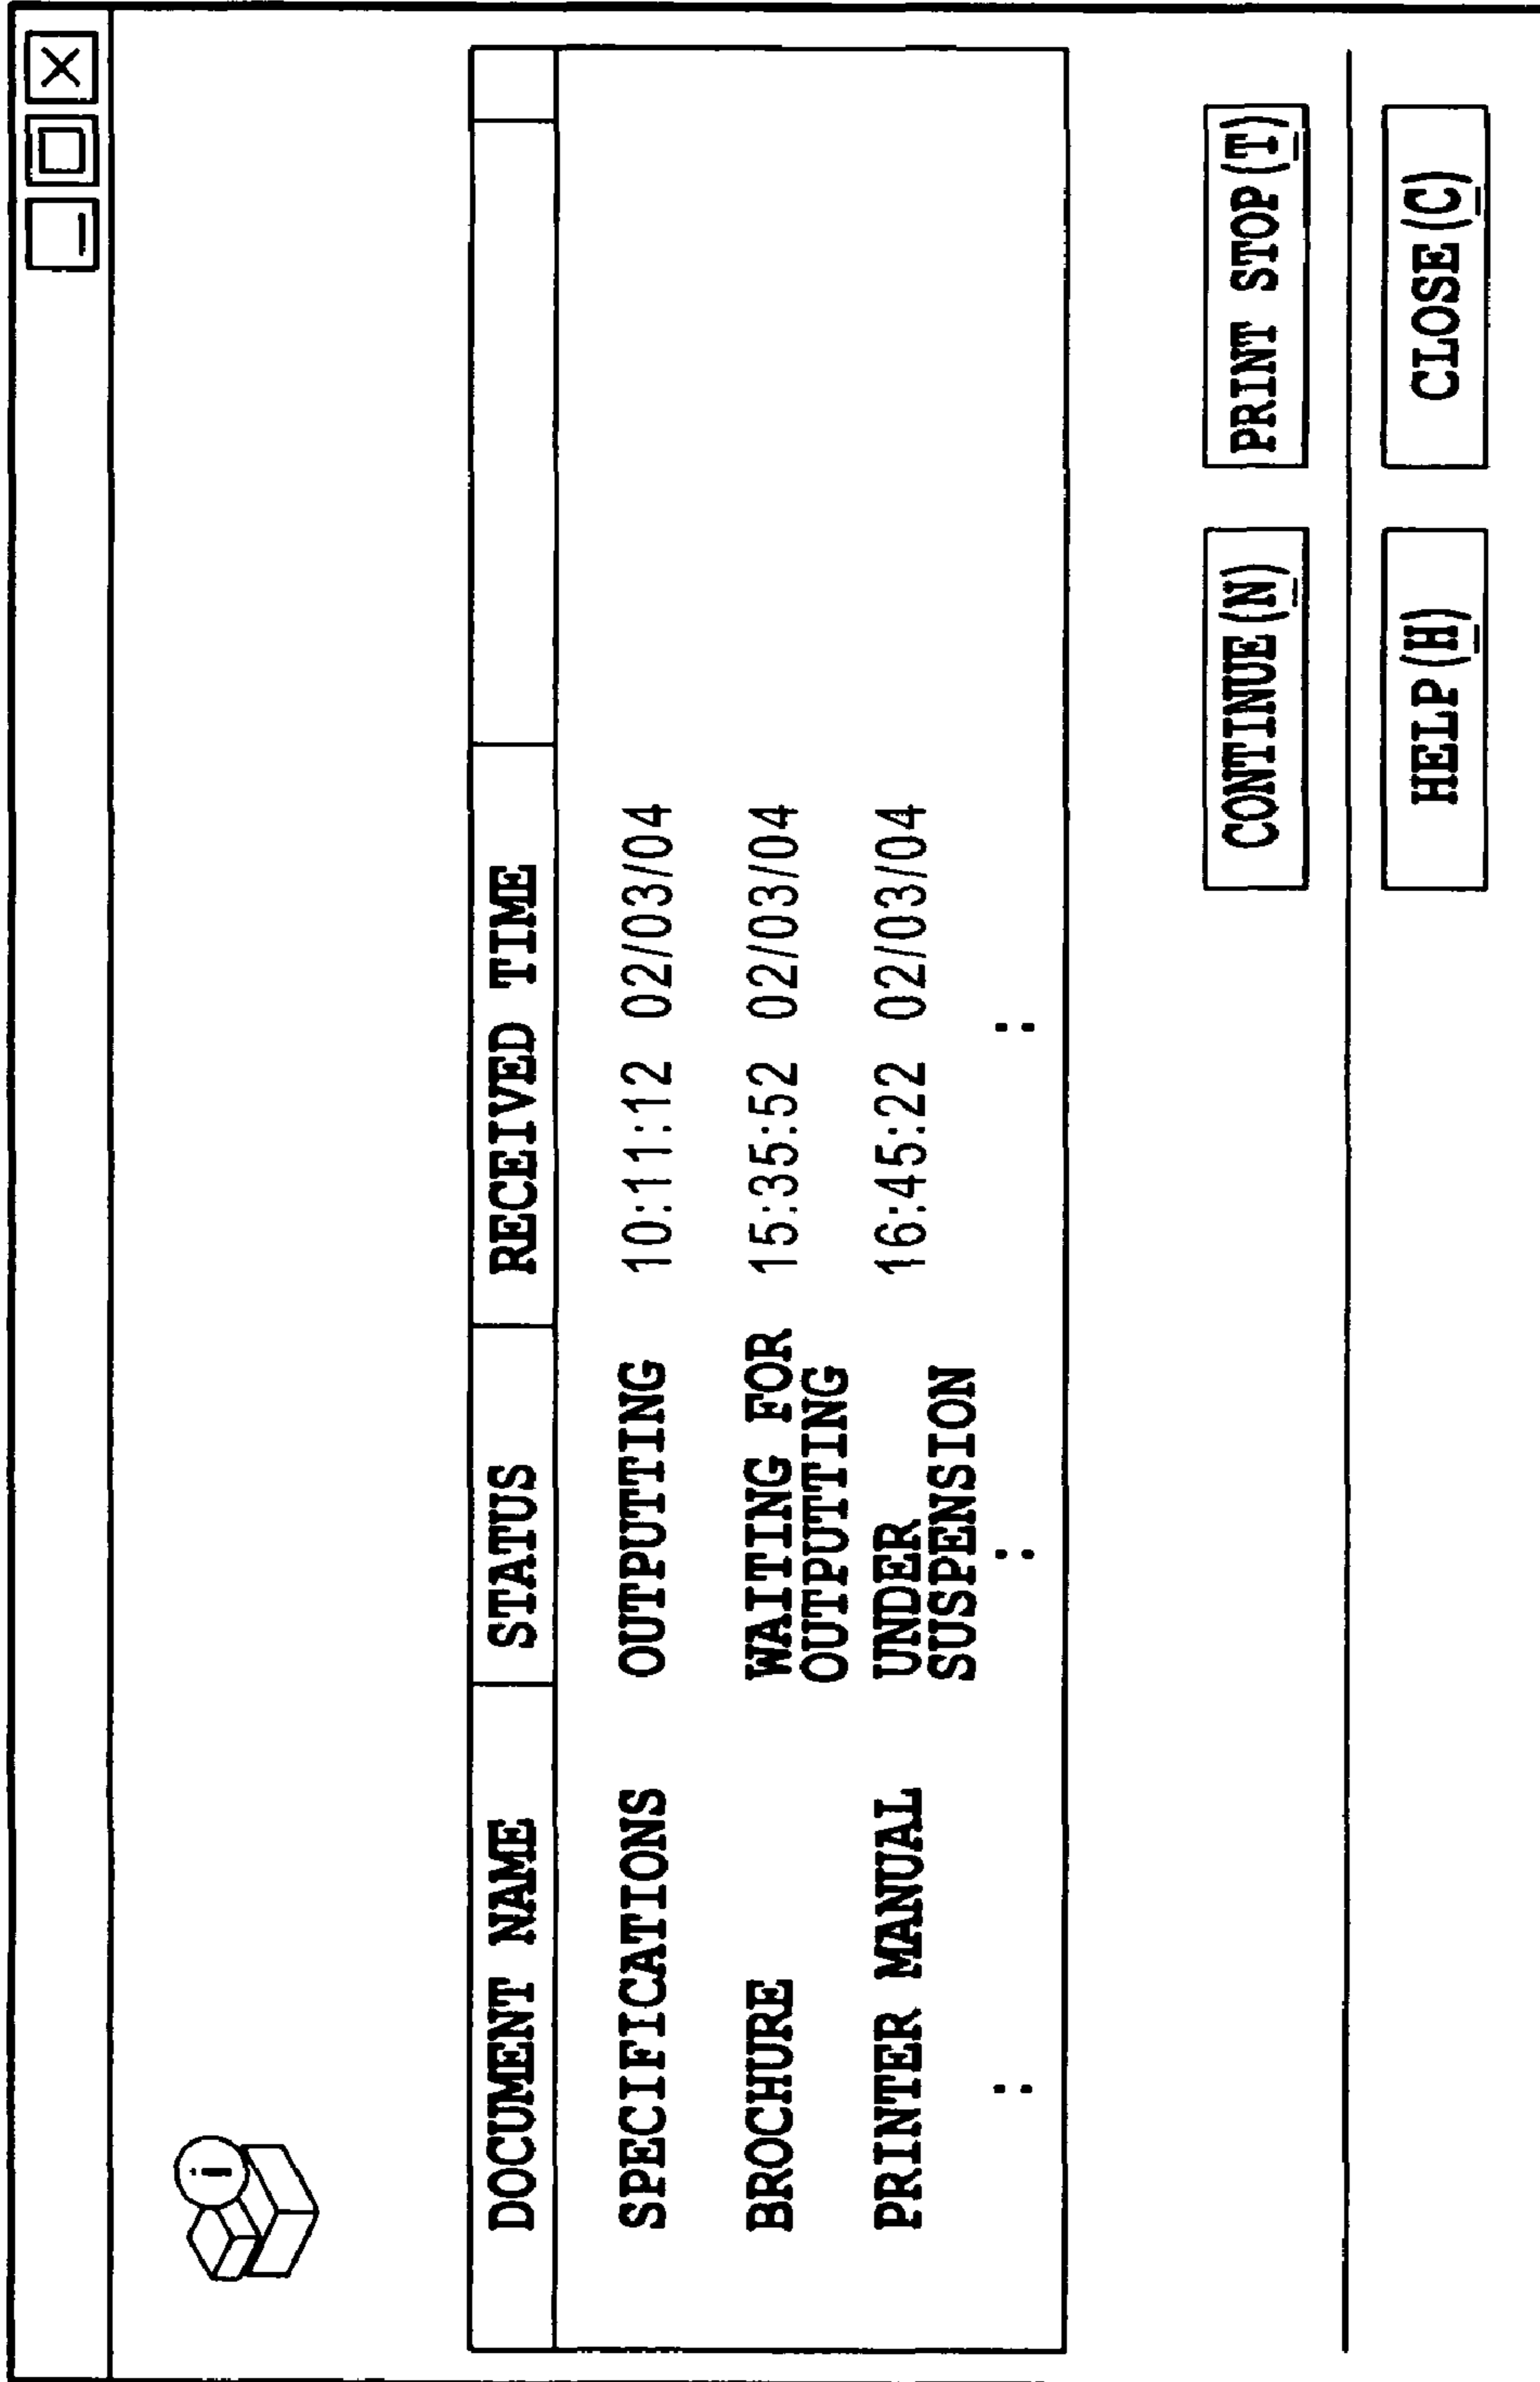 i
DOCUMENT NAME STATUS RECEIVED TIME
SPECIFICATIONS OUTPUTTING 10:11:12 02/03/04
BROCHURE WAITING FOR 15:35:52 02/03/04
OUTPUTTING
PRINTER MANUAL UNDER 16:45:22 02/03/04
SUSPENSION
: : :
CONTINUE(N) PRINT STOP(T)
HELP(H) CLOSE(C)